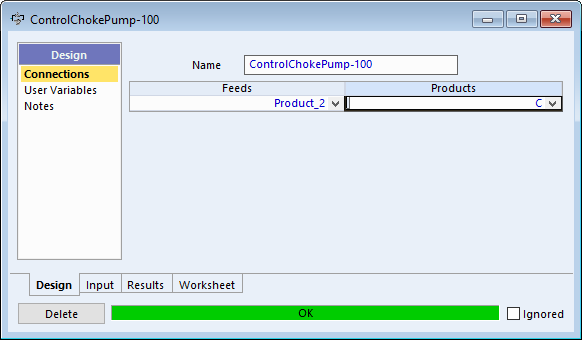 ControlChokePump-100
Design
Connections
User Variables
Notes
Name ControlChokePump-100
Feeds Products
Product_2 C
Design Input Results Worksheet
Delete OK Ignored